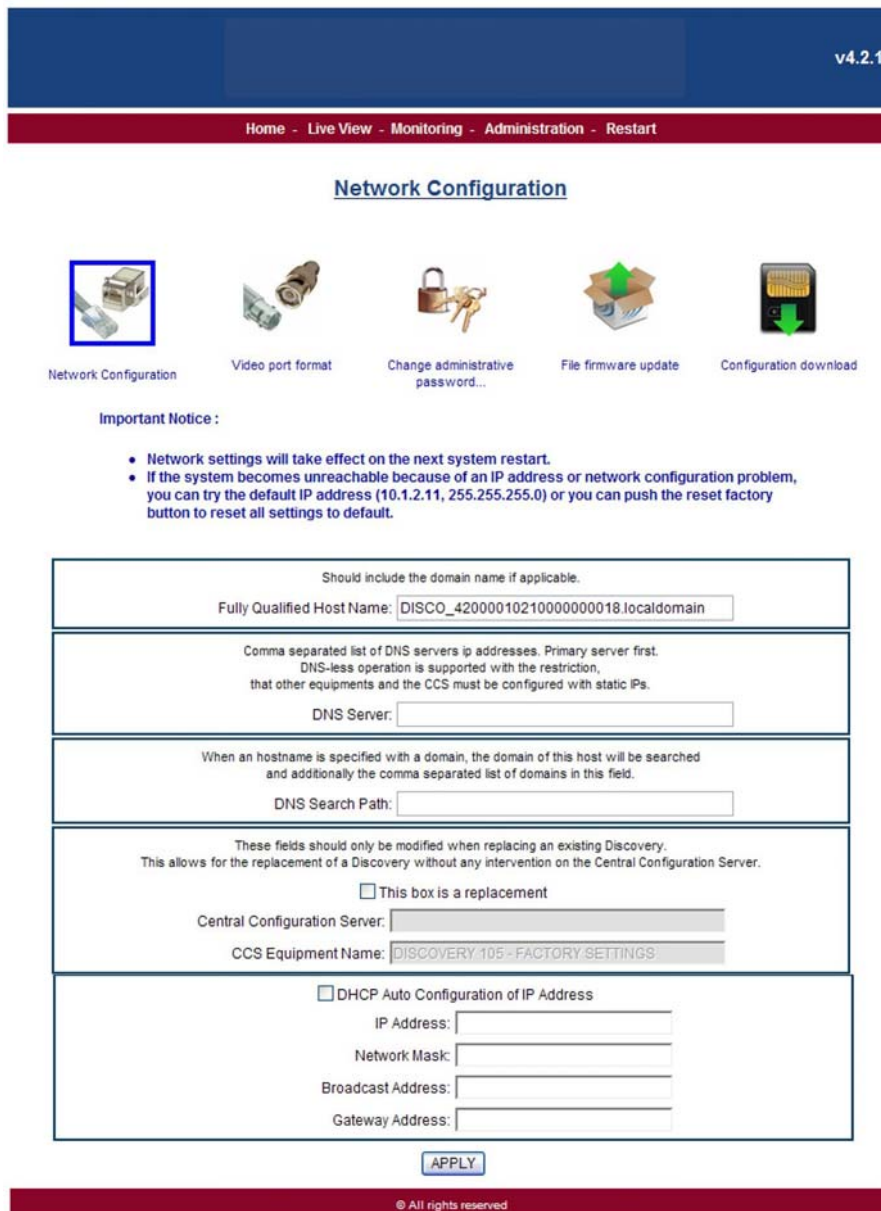 v4.2.1
Home - Live View - Monitoring - Administration - Restart
Network Configuration
Network Configuration
Video port format
Change administrative
password...
File firmware update
Configuration download
Important Notice :
• Network settings will take effect on the next system restart.
• If the system becomes unreachable because of an IP address or network configuration problem,
you can try the default IP address (10.1.2.11, 255.255.255.0) or you can push the reset factory
button to reset all settings to default.
Should include the domain name if applicable.
Fully Qualified Host Name: DISCO_42000010210000000018.localdomain
Comma separated list of DNS servers ip addresses. Primary server first.
DNS-less operation is supported with the restriction,
that other equipments and the CCS must be configured with static IPs.
DNS Server:
When an hostname is specified with a domain, the domain of this host will be searched
and additionally the comma separated list of domains in this field.
DNS Search Path:
These fields should only be modified when replacing an existing Discovery.
This allows for the replacement of a Discovery without any intervention on the Central Configuration Server.
This box is a replacement
Central Configuration Server:
CCS Equipment Name: DISCOVERY 105 - FACTORY SETTINGS
DHCP Auto Configuration of IP Address
IP Address:
Network Mask:
Broadcast Address:
Gateway Address:
APPLY
© All rights reserved